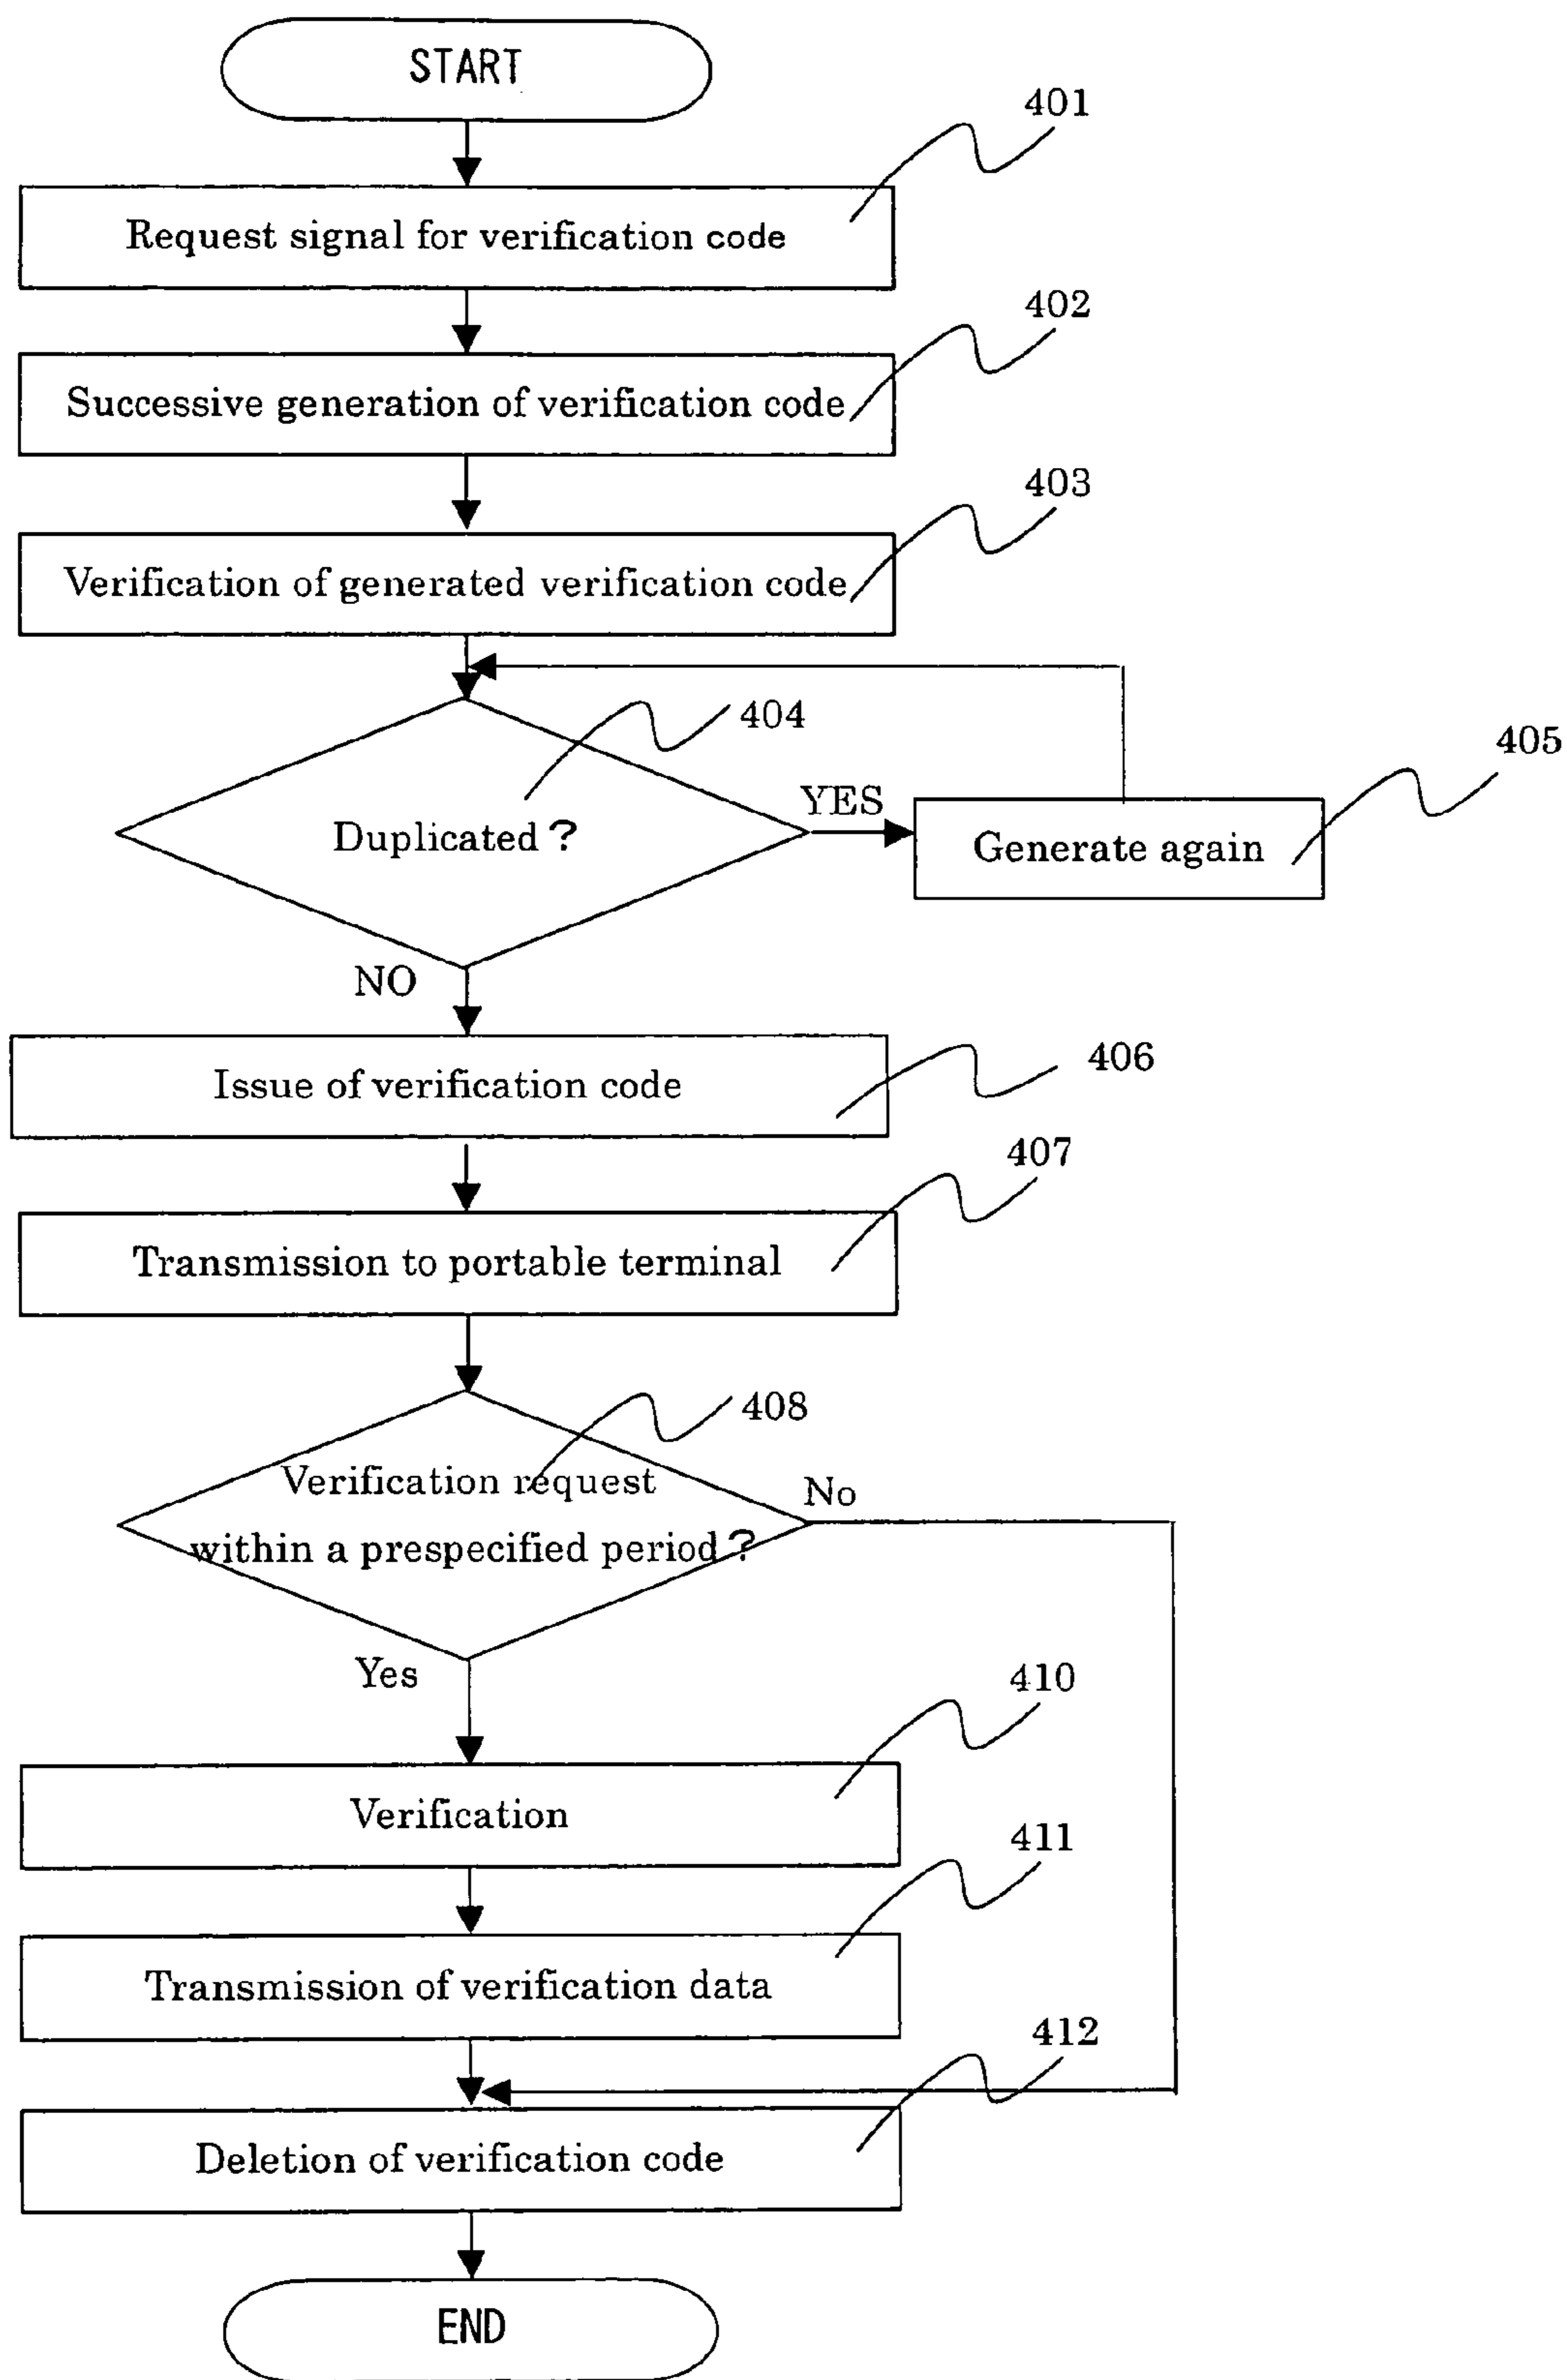 START
401
Request signal for verification code
402
Successive generation of verification code
403
Verification of generated verification code
404
Duplicated ?
YES
405
Generate again
NO
406
Issue of verification code
407
Transmission to portable terminal
408
Verification request
within a prespecified period ?
No
Yes
410
Verification
411
Transmission of verification data
412
Deletion of verification code
END